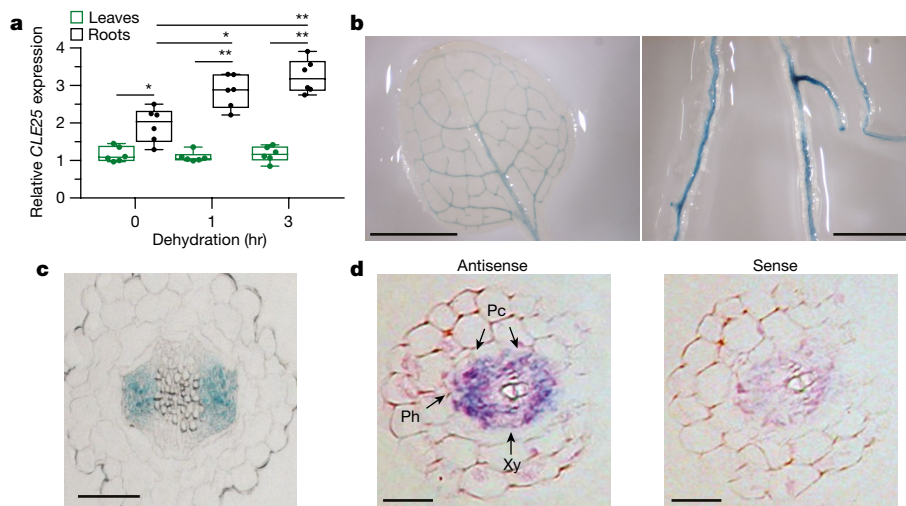 a
Leaves
Roots
Relative CLE25 expression
4
3
2
1
0
**
*
**
**
*
0
1
3
Dehydration (hr)
b
c
d
Antisense
Pc
Ph
Xy
Sense